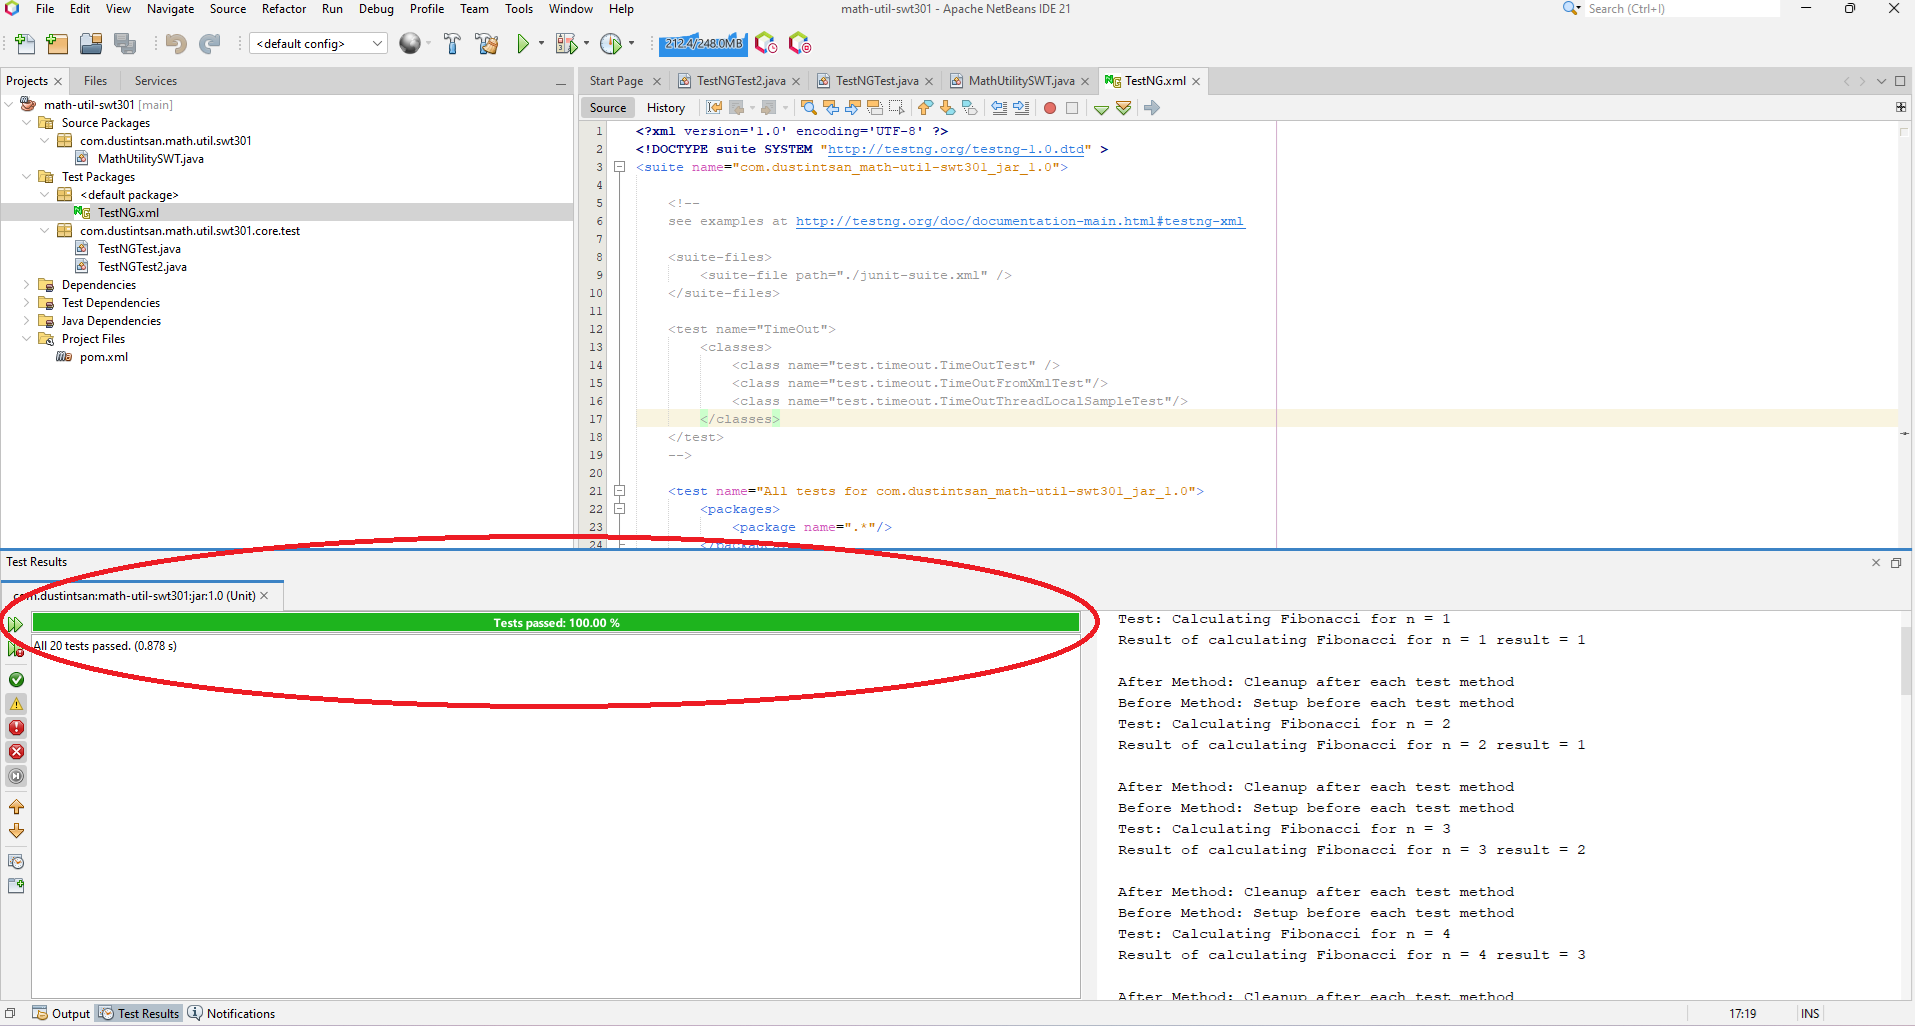 File Edit View Navigate Source Refactor Run Debug Profile Team Tools Window Help
math-util-swt301 - Apache NetBeans IDE 21
Search (Ctrl+I)
<default config>
212.4/248.0MB
Projects
Files
Services
math-util-swt301 [main]
Source Packages
com.dustintsan.math.util.swt301
MathUtilitySWT.java
Test Packages
<default package>
TestNG.xml
com.dustintsan.math.util.swt301.core.test
TestNGTest.java
TestNGTest2.java
Dependencies
Test Dependencies
Java Dependencies
Project Files
pom.xml
Start Page
TestNGTest2.java
TestNGTest.java
MathUtilitySWT.java
TestNG.xml
Source
History
1 <?xml version='1.0' encoding='UTF-8' ?>
2 <!DOCTYPE suite SYSTEM "http://testng.org/testng-1.0.dtd" >
3 <suite name="com.dustintsan_math-util-swt301_jar_1.0">
4
5 <!--
6 see examples at http://testng.org/doc/documentation-main.html#testng-xml
7
8 <suite-files>
9 <suite-file path="./junit-suite.xml" />
10 </suite-files>
11
12 <test name="TimeOut">
13 <classes>
14 <class name="test.timeout.TimeOutTest" />
15 <class name="test.timeout.TimeOutFromXmlTest"/>
16 <class name="test.timeout.TimeOutThreadLocalSampleTest"/>
17 </classes>
18 </test>
19 -->
20
21 <test name="All tests for com.dustintsan_math-util-swt301_jar_1.0">
22 <packages>
23 <package name=".*"/>
24
Test Results
com.dustintsan:math-util-swt301:jar:1.0 (Unit)
Tests passed: 100.00 %
All 20 tests passed. (0.878 s)
Test: Calculating Fibonacci for n = 1
Result of calculating Fibonacci for n = 1 result = 1
After Method: Cleanup after each test method
Before Method: Setup before each test method
Test: Calculating Fibonacci for n = 2
Result of calculating Fibonacci for n = 2 result = 1
After Method: Cleanup after each test method
Before Method: Setup before each test method
Test: Calculating Fibonacci for n = 3
Result of calculating Fibonacci for n = 3 result = 2
After Method: Cleanup after each test method
Before Method: Setup before each test method
Test: Calculating Fibonacci for n = 4
Result of calculating Fibonacci for n = 4 result = 3
After Method: Cleanup after each test method
Output
Test Results
Notifications
17:19
INS